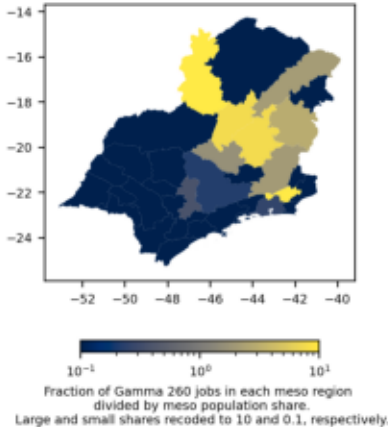 −14
−16
−18
−20
−22
−24
−52 −50 −48 −46 −44 −42 −40
10⁻¹ 10⁰ 10¹
Fraction of Gamma 260 jobs in each meso region
divided by meso population share.
Large and small shares recoded to 10 and 0.1, respectively.